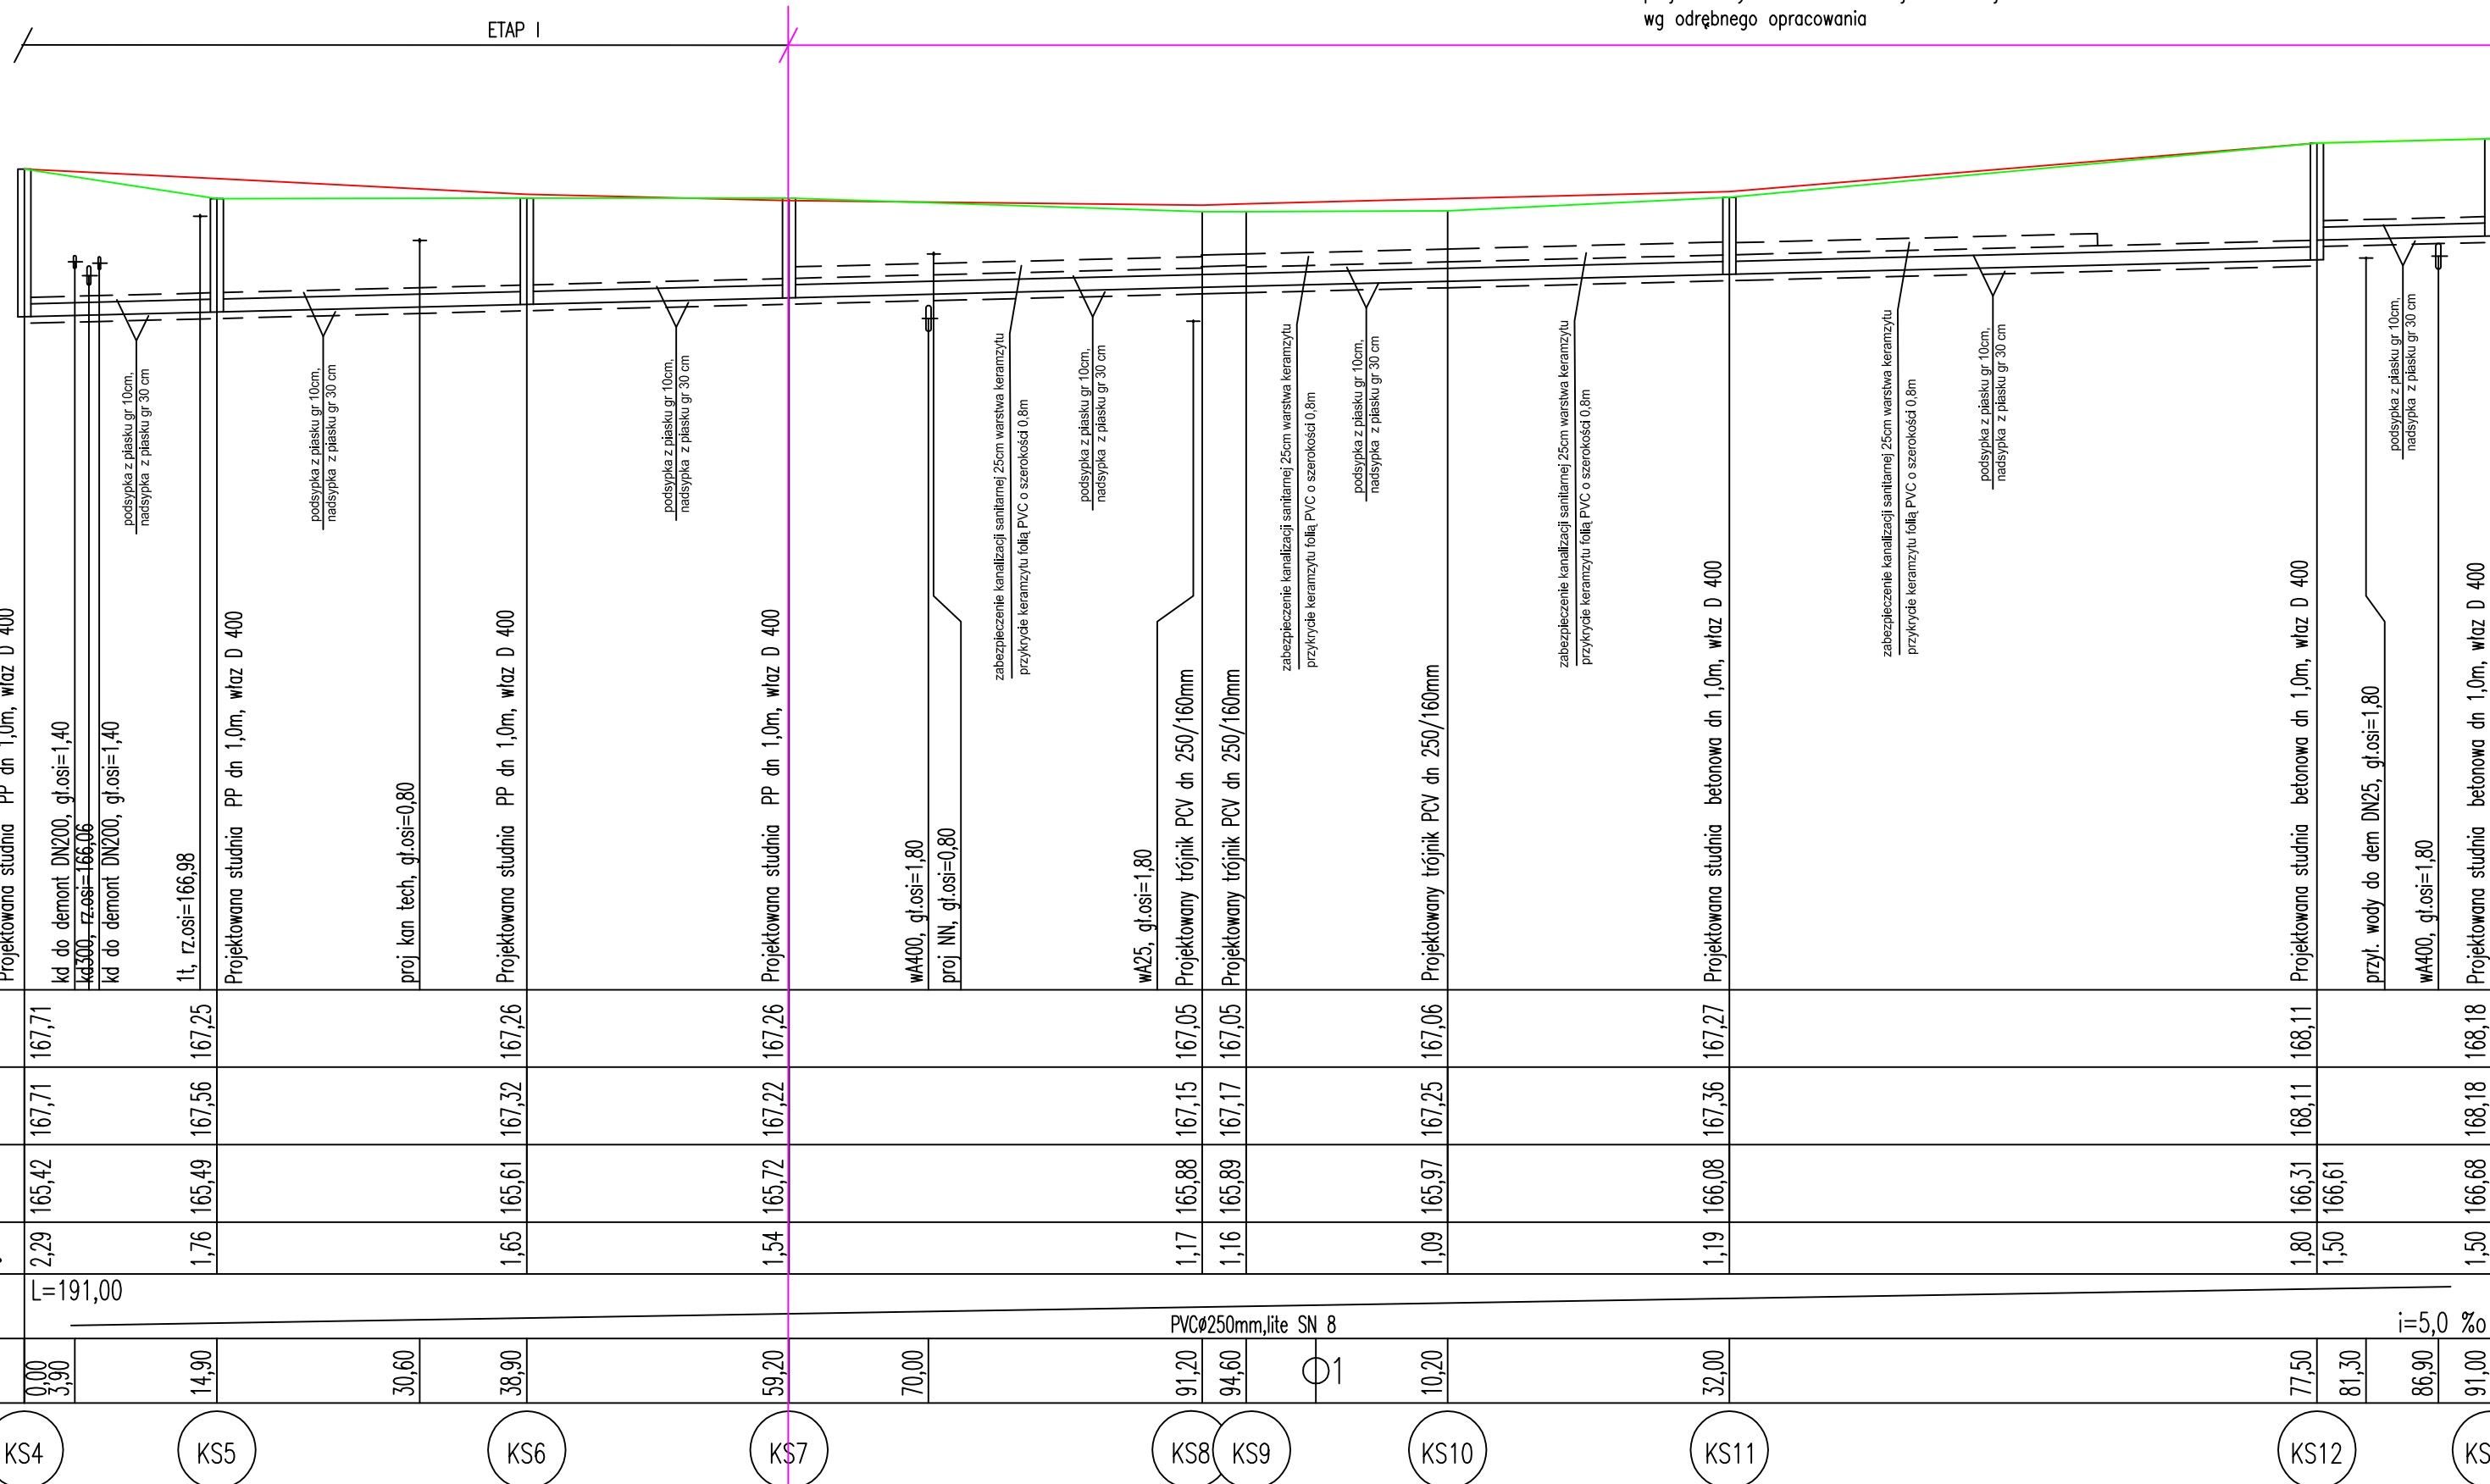 ETAP I
wg odrębnego opracowania
podsypka z piasku gr 10cm,
nadsypka z piasku gr 30 cm
podsypka z piasku gr 10cm,
nadsypka z piasku gr 30 cm
podsypka z piasku gr 10cm,
nadsypka z piasku gr 30 cm
zabezpieczenie kanalizacji sanitarnej 25cm warstwa keramzytu
przykrycie keramzytu folią PVC o szerokości 0,8m
podsypka z piasku gr 10cm,
nadsypka z piasku gr 30 cm
zabezpieczenie kanalizacji sanitarnej 25cm warstwa keramzytu
przykrycie keramzytu folią PVC o szerokości 0,8m
podsypka z piasku gr 10cm,
nadsypka z piasku gr 30 cm
zabezpieczenie kanalizacji sanitarnej 25cm warstwa keramzytu
przykrycie keramzytu folią PVC o szerokości 0,8m
zabezpieczenie kanalizacji sanitarnej 25cm warstwa keramzytu
przykrycie keramzytu folią PVC o szerokości 0,8m
podsypka z piasku gr 10cm,
nadsypka z piasku gr 30 cm
podsypka z piasku gr 10cm,
nadsypka z piasku gr 30 cm
Projektowana studnia PP dn 1,0m, właz D 400
kd do demont DN200, gł.osi=1,40
kd300, rz.osi=166,06
kd do demont DN200, gł.osi=1,40
1t, rz.osi=166,98
Projektowana studnia PP dn 1,0m, właz D 400
proj kan tech, gł.osi=0,80
Projektowana studnia PP dn 1,0m, właz D 400
Projektowana studnia PP dn 1,0m, właz D 400
wA400, gł.osi=1,80
proj NN, gł.osi=0,80
wA25, gł.osi=1,80
Projektowany trójnik PCV dn 250/160mm
Projektowany trójnik PCV dn 250/160mm
Projektowany trójnik PCV dn 250/160mm
Projektowana studnia betonowa dn 1,0m, właz D 400
Projektowana studnia betonowa dn 1,0m, właz D 400
przył. wody do dem DN25, gł.osi=1,80
wA400, gł.osi=1,80
Projektowana studnia betonowa dn 1,0m, właz D 400
167,71 167,25 167,26 167,26 167,05 167,05 167,06 167,27 168,11 168,18
167,71 167,56 167,32 167,22 167,15 167,17 167,25 167,36 168,11 168,18
165,42 165,49 165,61 165,72 165,88 165,89 165,97 166,08 166,31 166,61 166,68
2,29 1,76 1,65 1,54 1,17 1,16 1,09 1,19 1,80 1,50 1,50
L=191,00
PVCØ250mm,lite SN 8
i=5,0 %o
0,00 3,90 14,90 30,60 38,90 59,20 70,00 91,20 94,60 1 10,20 32,00 77,50 81,30 86,90 91,00
KS4 KS5 KS6 KS7 KS8 KS9 KS10 KS11 KS12 KS